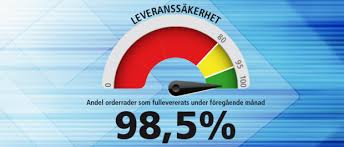 LEVERANSSÄKERHET
0
80
95
100
Andel orderrader som fullevererats under föregående månad
98,5%